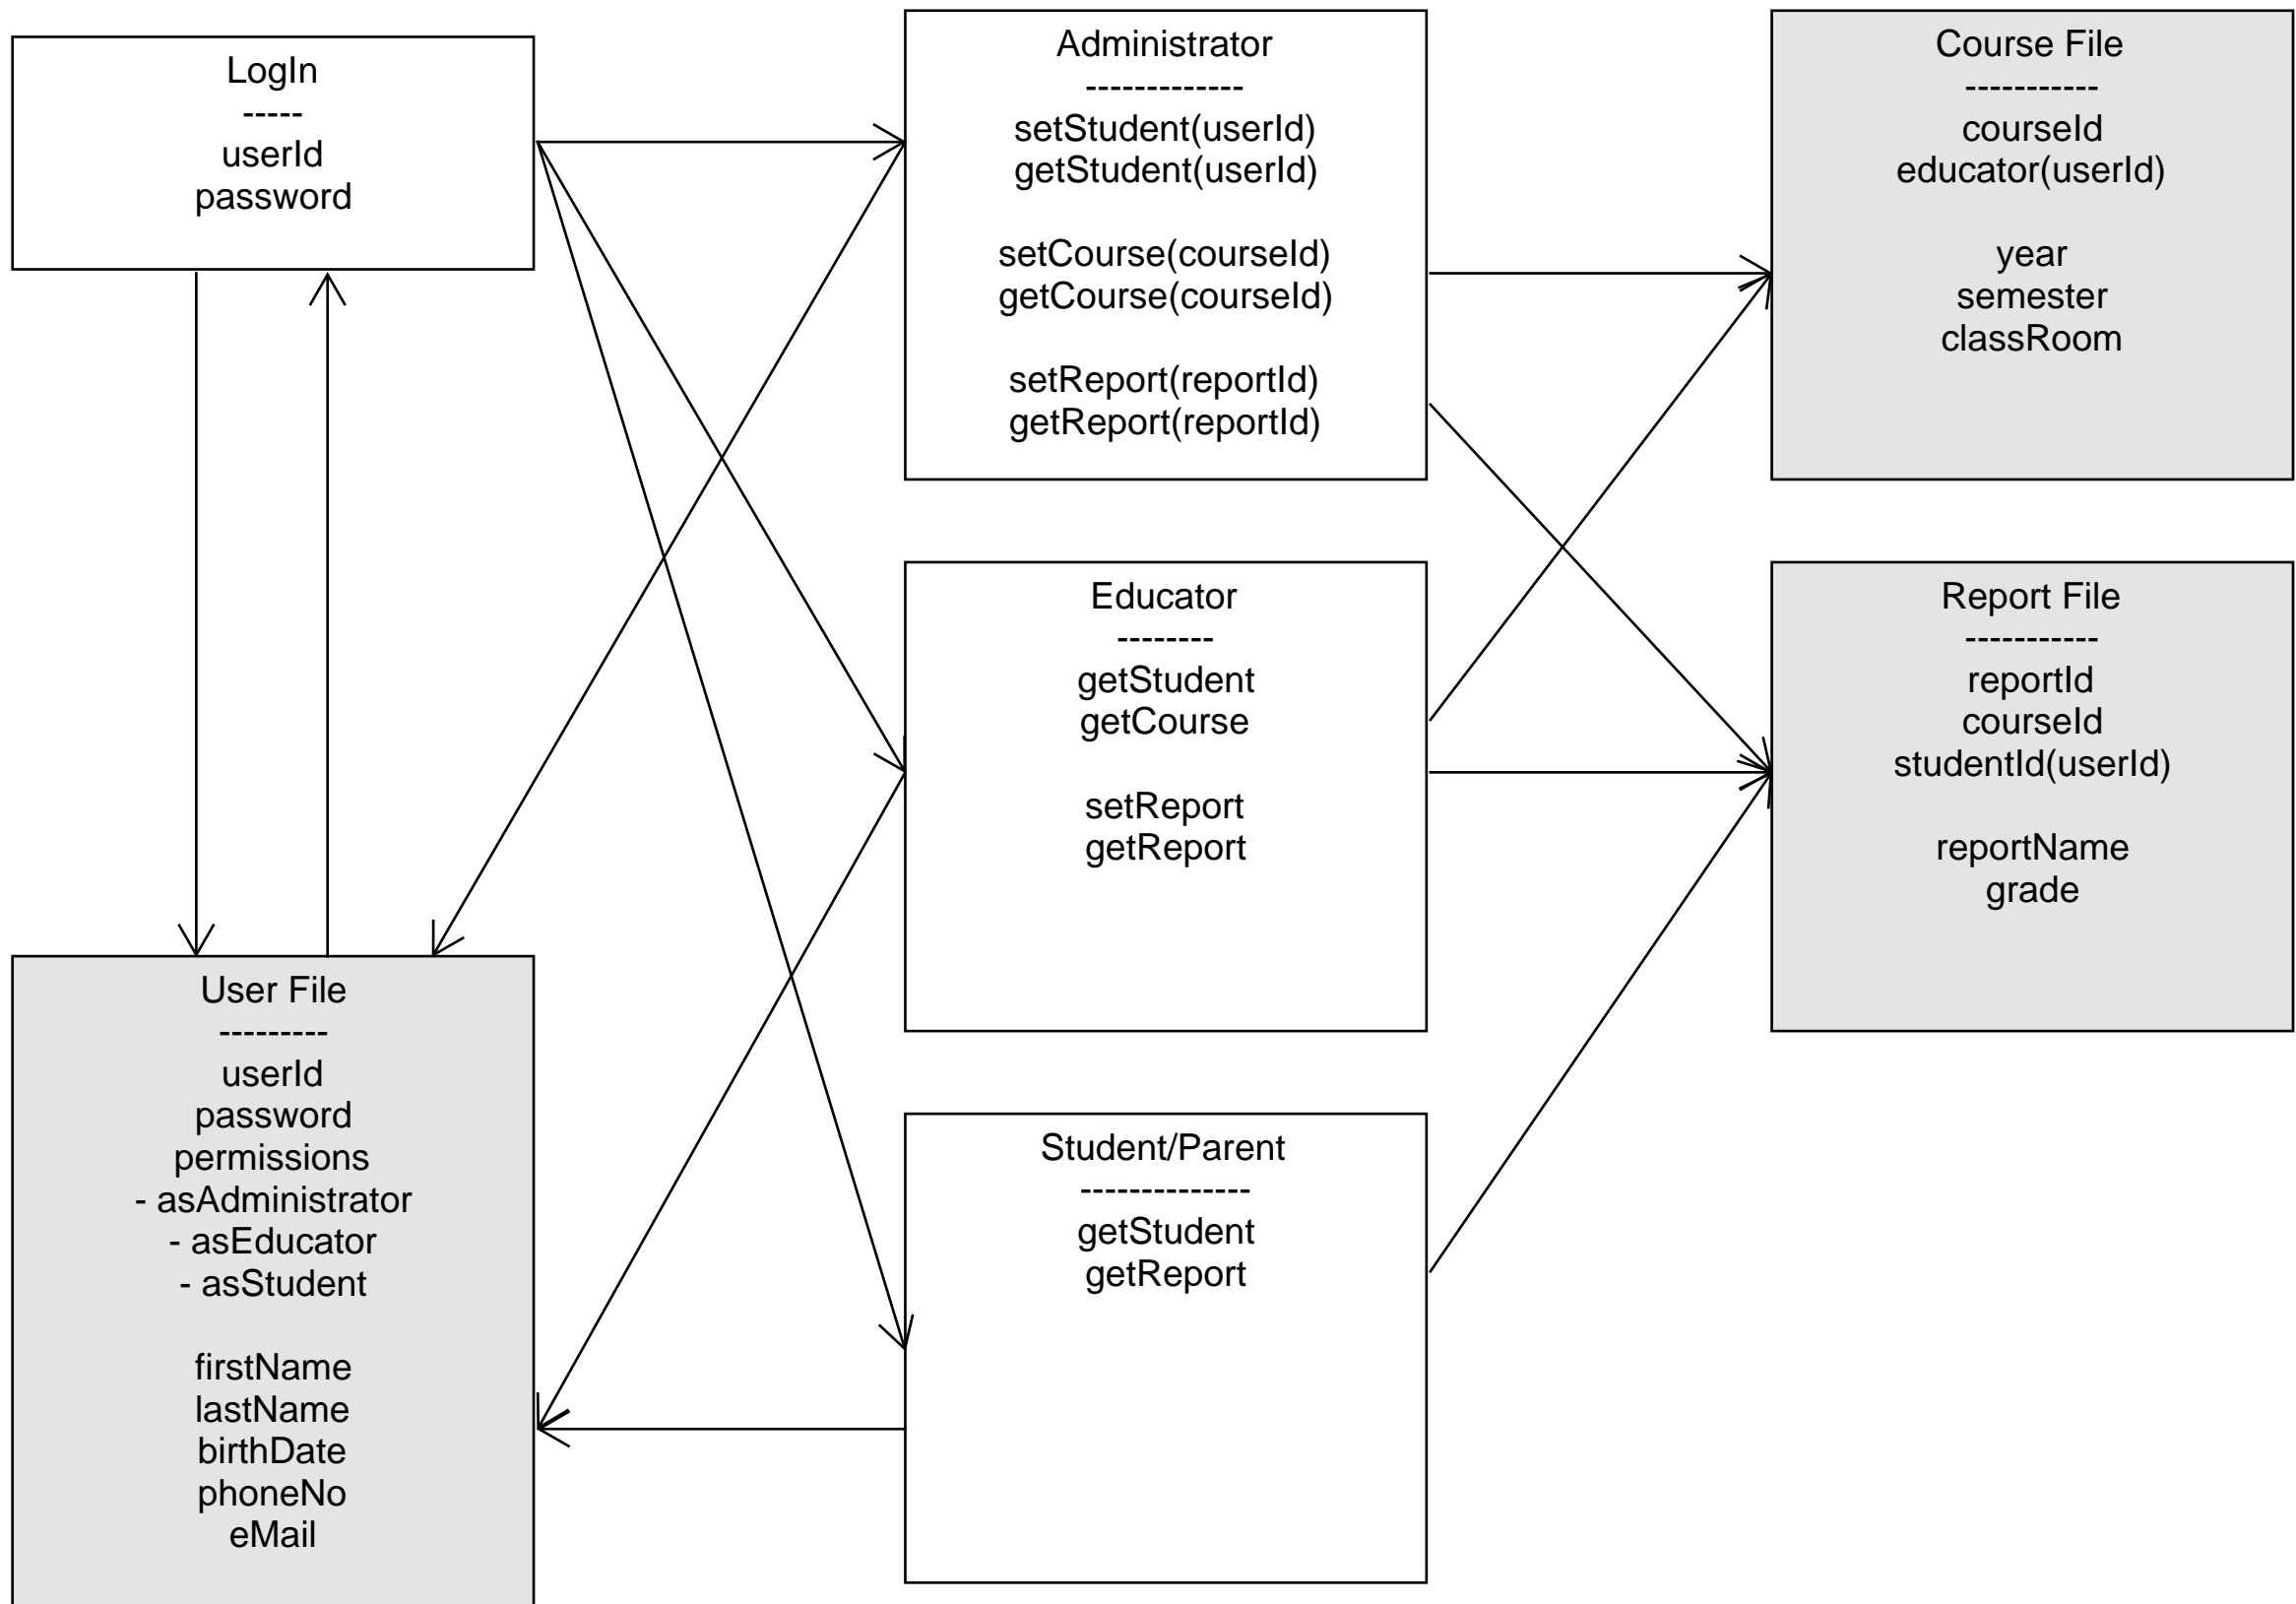 LogIn
-----
userId
password
Administrator
-------------
setStudent(userId)
getStudent(userId)
setCourse(courseId)
getCourse(courseId)
setReport(reportId)
getReport(reportId)
Course File
-----------
courseId
educator(userId)
year
semester
classRoom
Educator
--------
getStudent
getCourse
setReport
getReport
Report File
-----------
reportId
courseId
studentId(userId)
reportName
grade
User File
---------
userId
password
permissions
- asAdministrator
- asEducator
- asStudent
firstName
lastName
birthDate
phoneNo
eMail
Student/Parent
--------------
getStudent
getReport